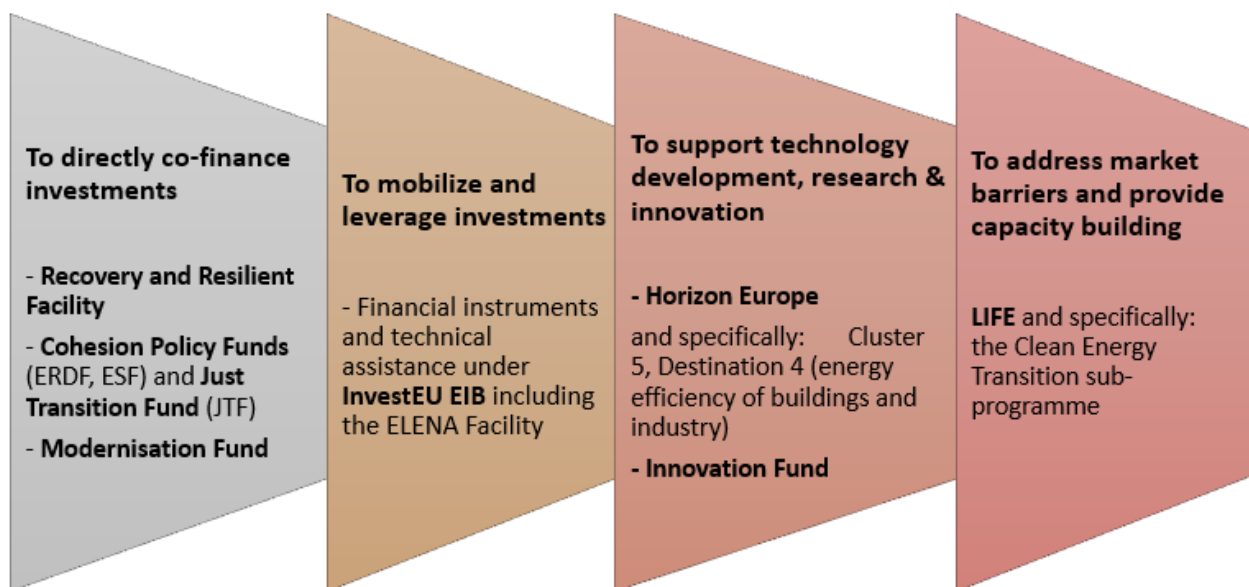 To directly co-finance
investments
- Recovery and Resilient
Facility
- Cohesion Policy Funds
(ERDF, ESF) and Just
Transition Fund (JTF)
- Modernisation Fund
To mobilize and
leverage investments
- Financial instruments
and technical
assistance under
InvestEU EIB including
the ELENA Facility
To support technology
development, research &
innovation
- Horizon Europe
and specifically: Cluster
5, Destination 4 (energy
efficiency of buildings and
industry)
- Innovation Fund
To address market
barriers and provide
capacity building
LIFE and specifically:
the Clean Energy
Transition sub-
programme